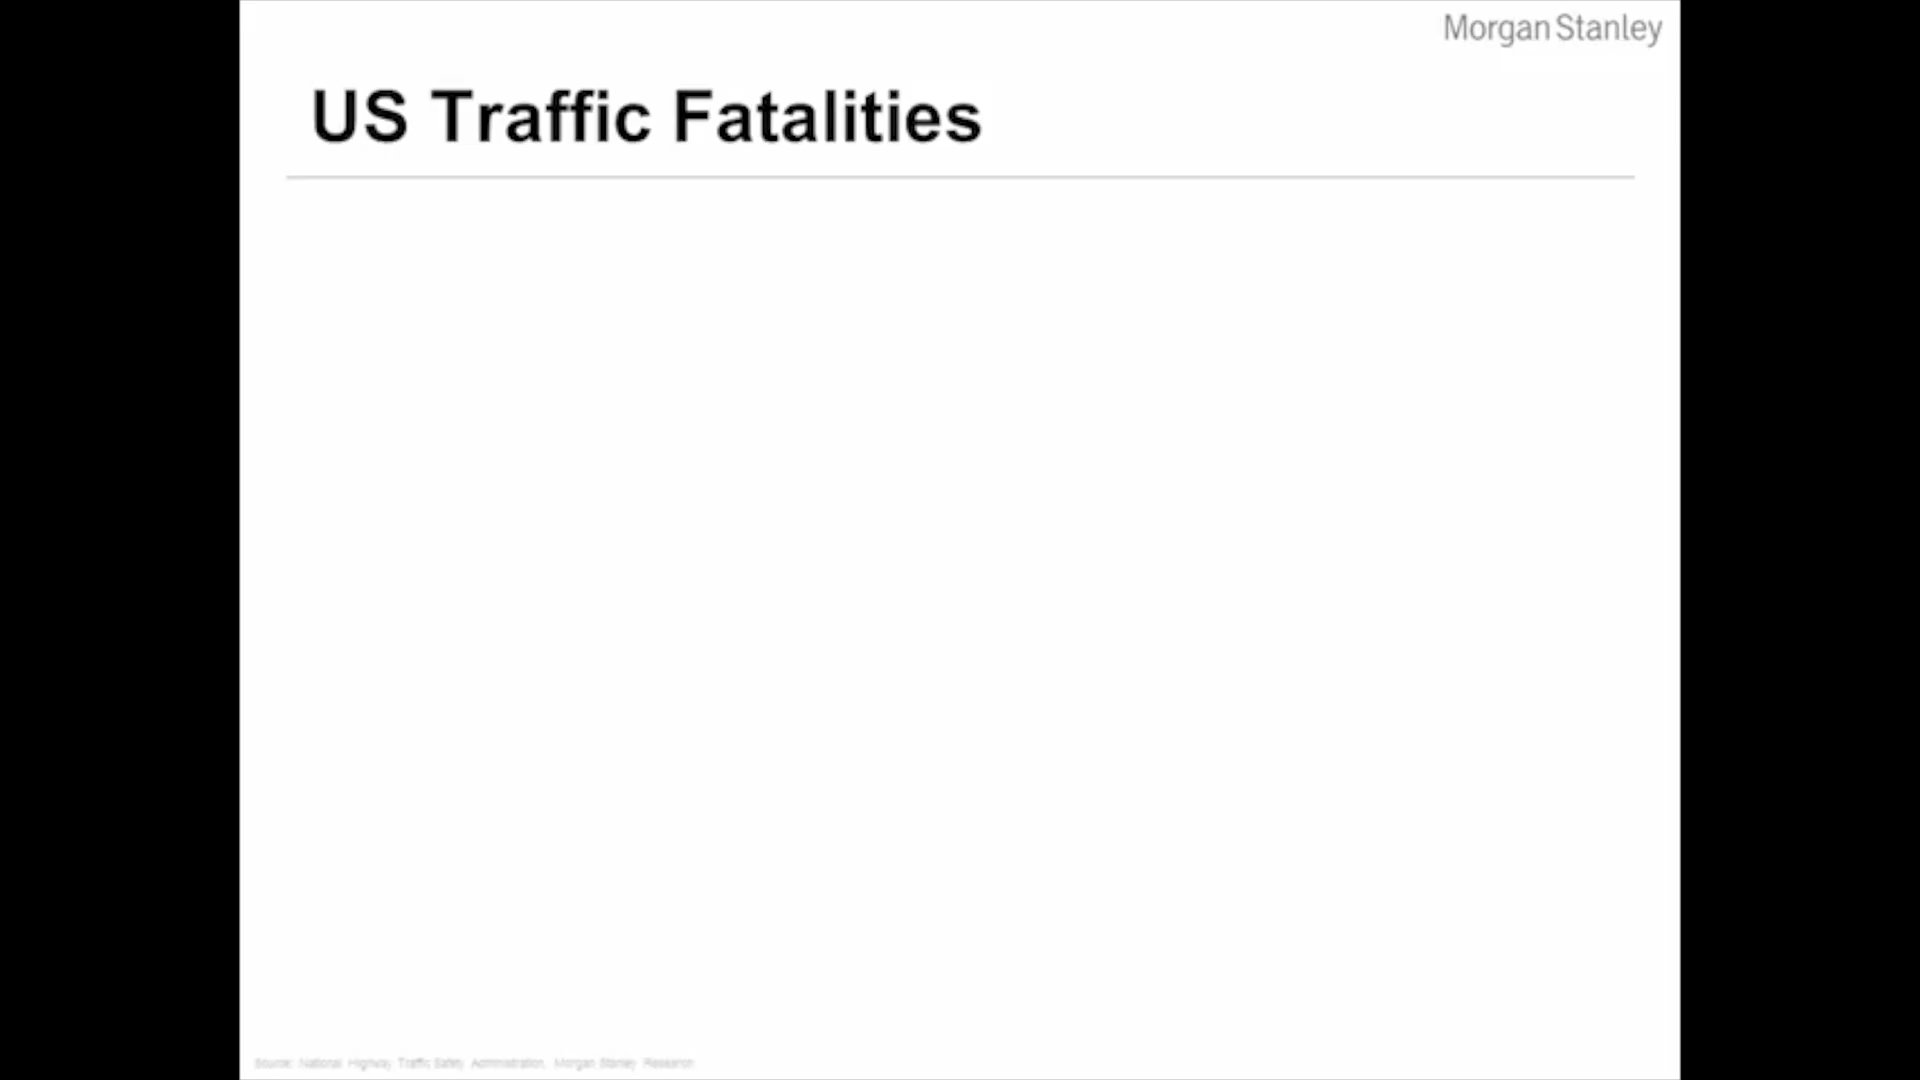 Morgan Stanley
US Traffic Fatalities
Source: National Highway Traffic Safety Administration, Morgan Stanley Research